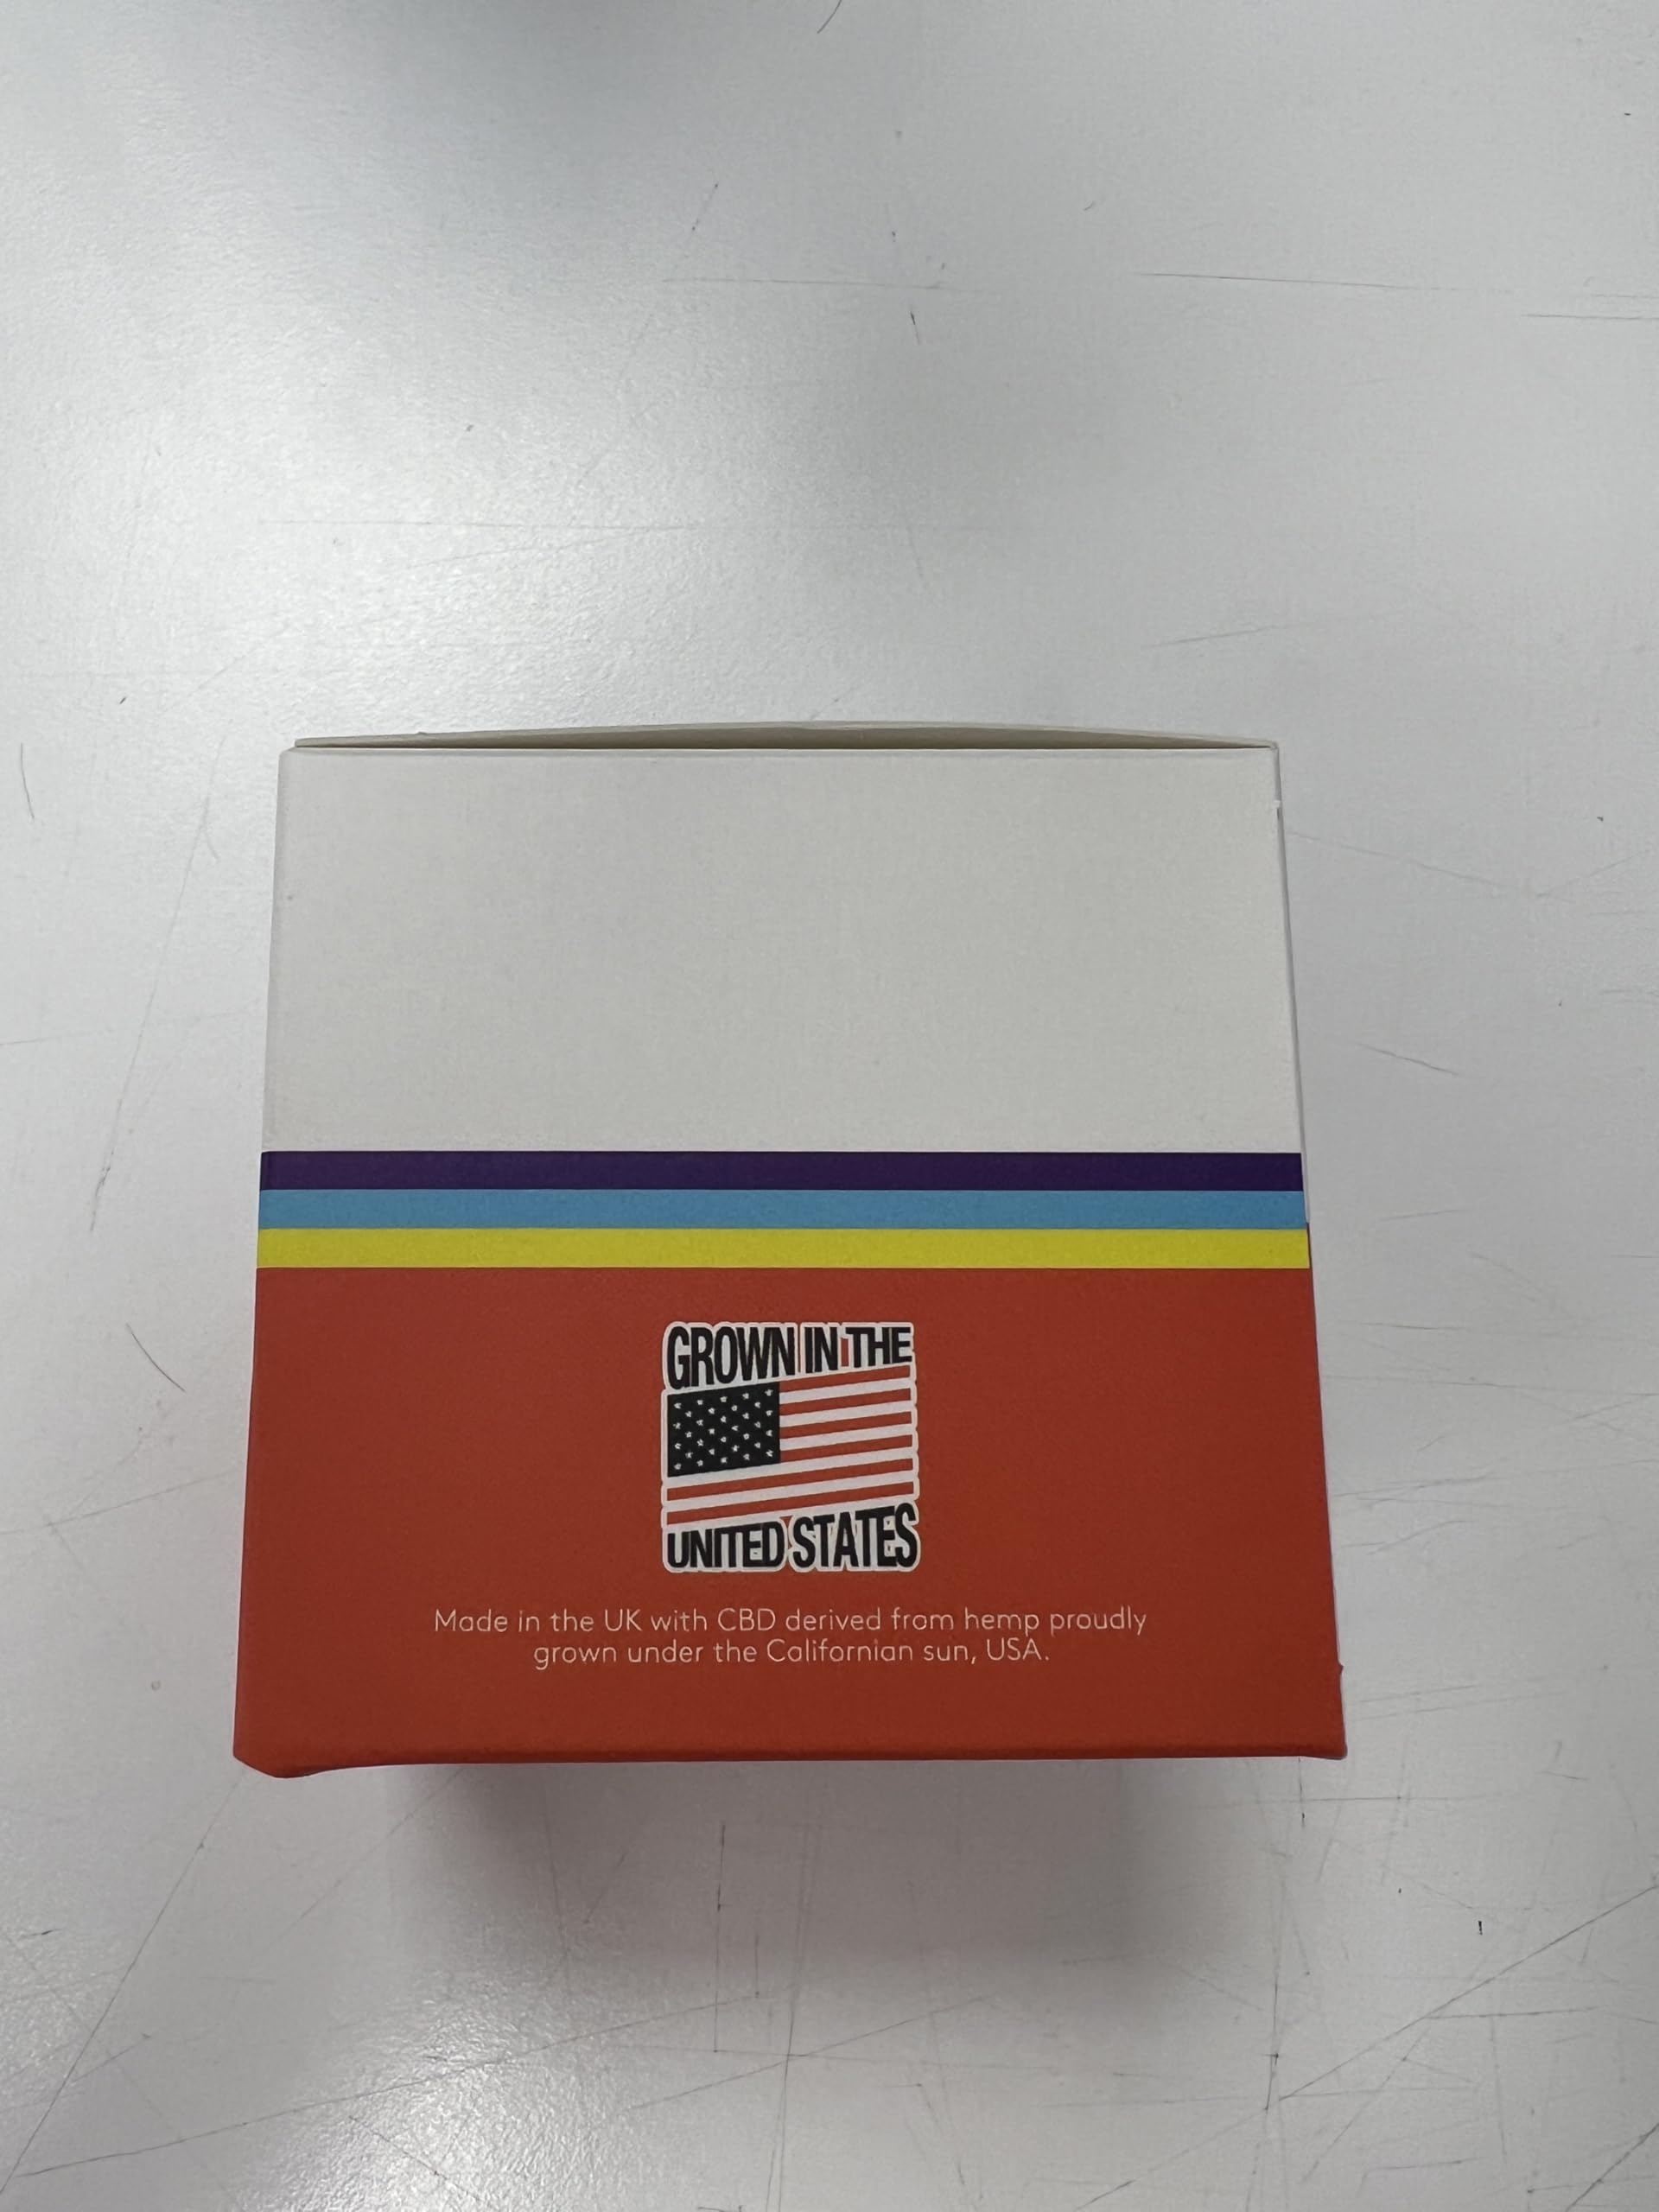 GROWN IN THE
UNITED STATES
Made in the UK with CBD derived from hemp proudly
grown under the Californian sun, USA.